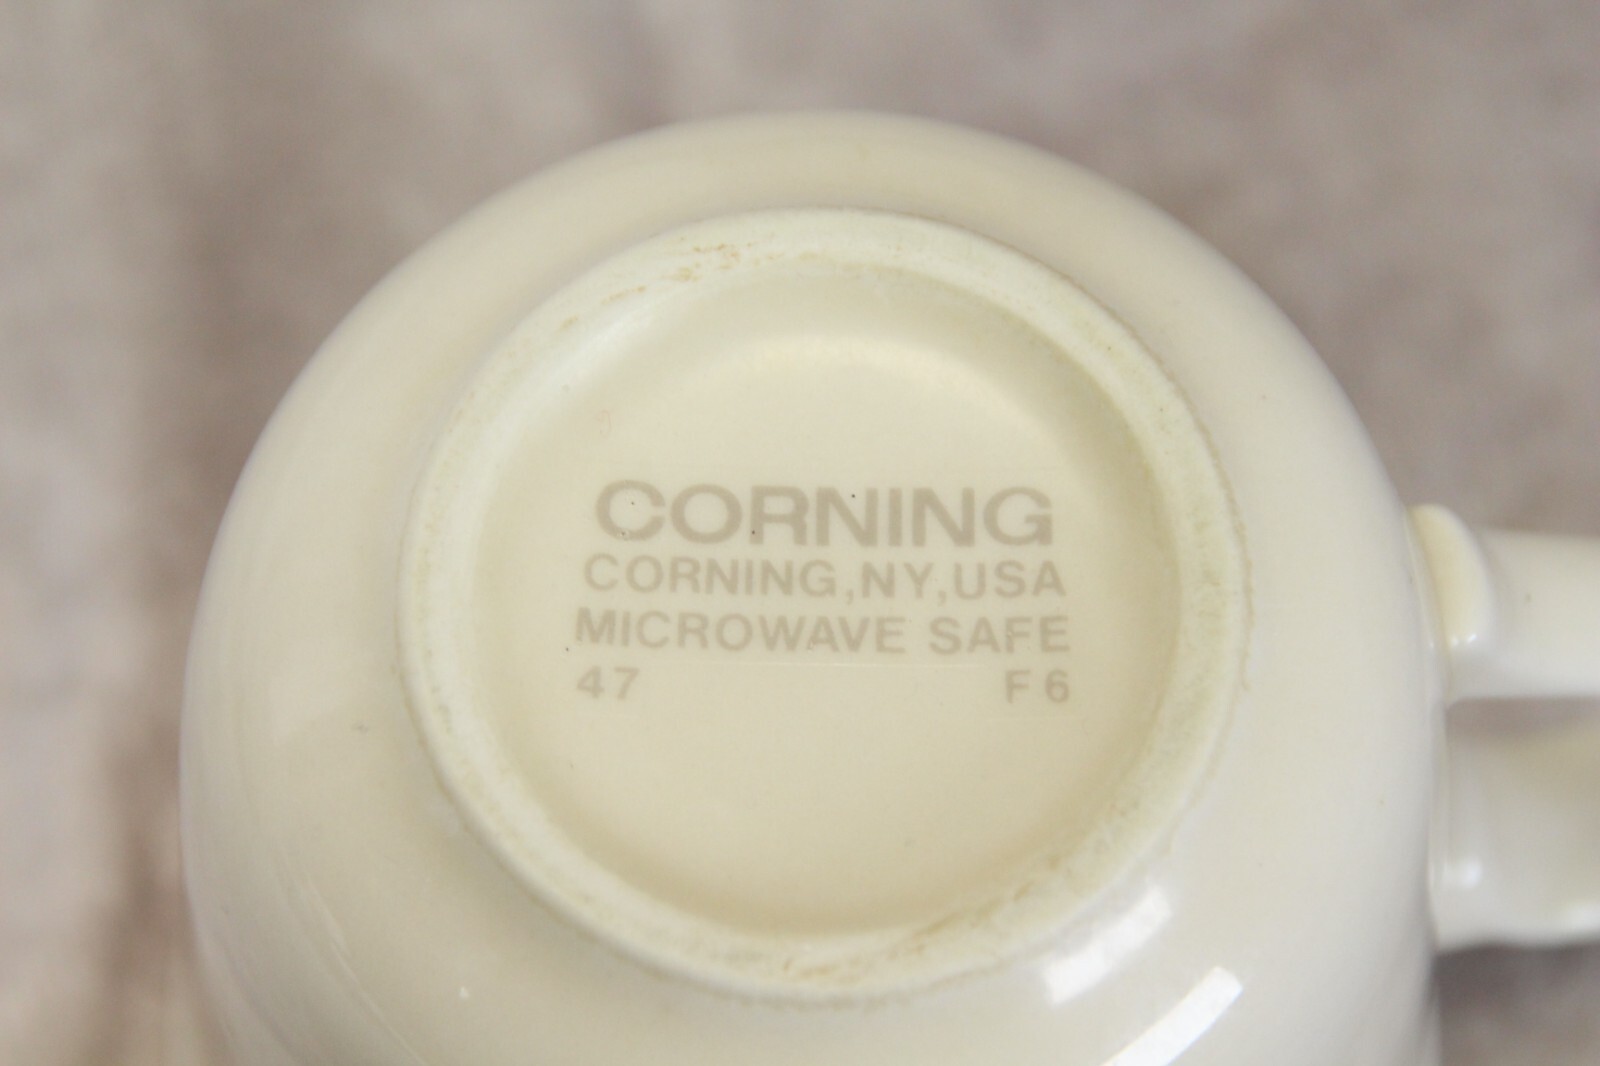 CORNING
CORNING,NY,USA
MICROWAVE SAFE
47 F6